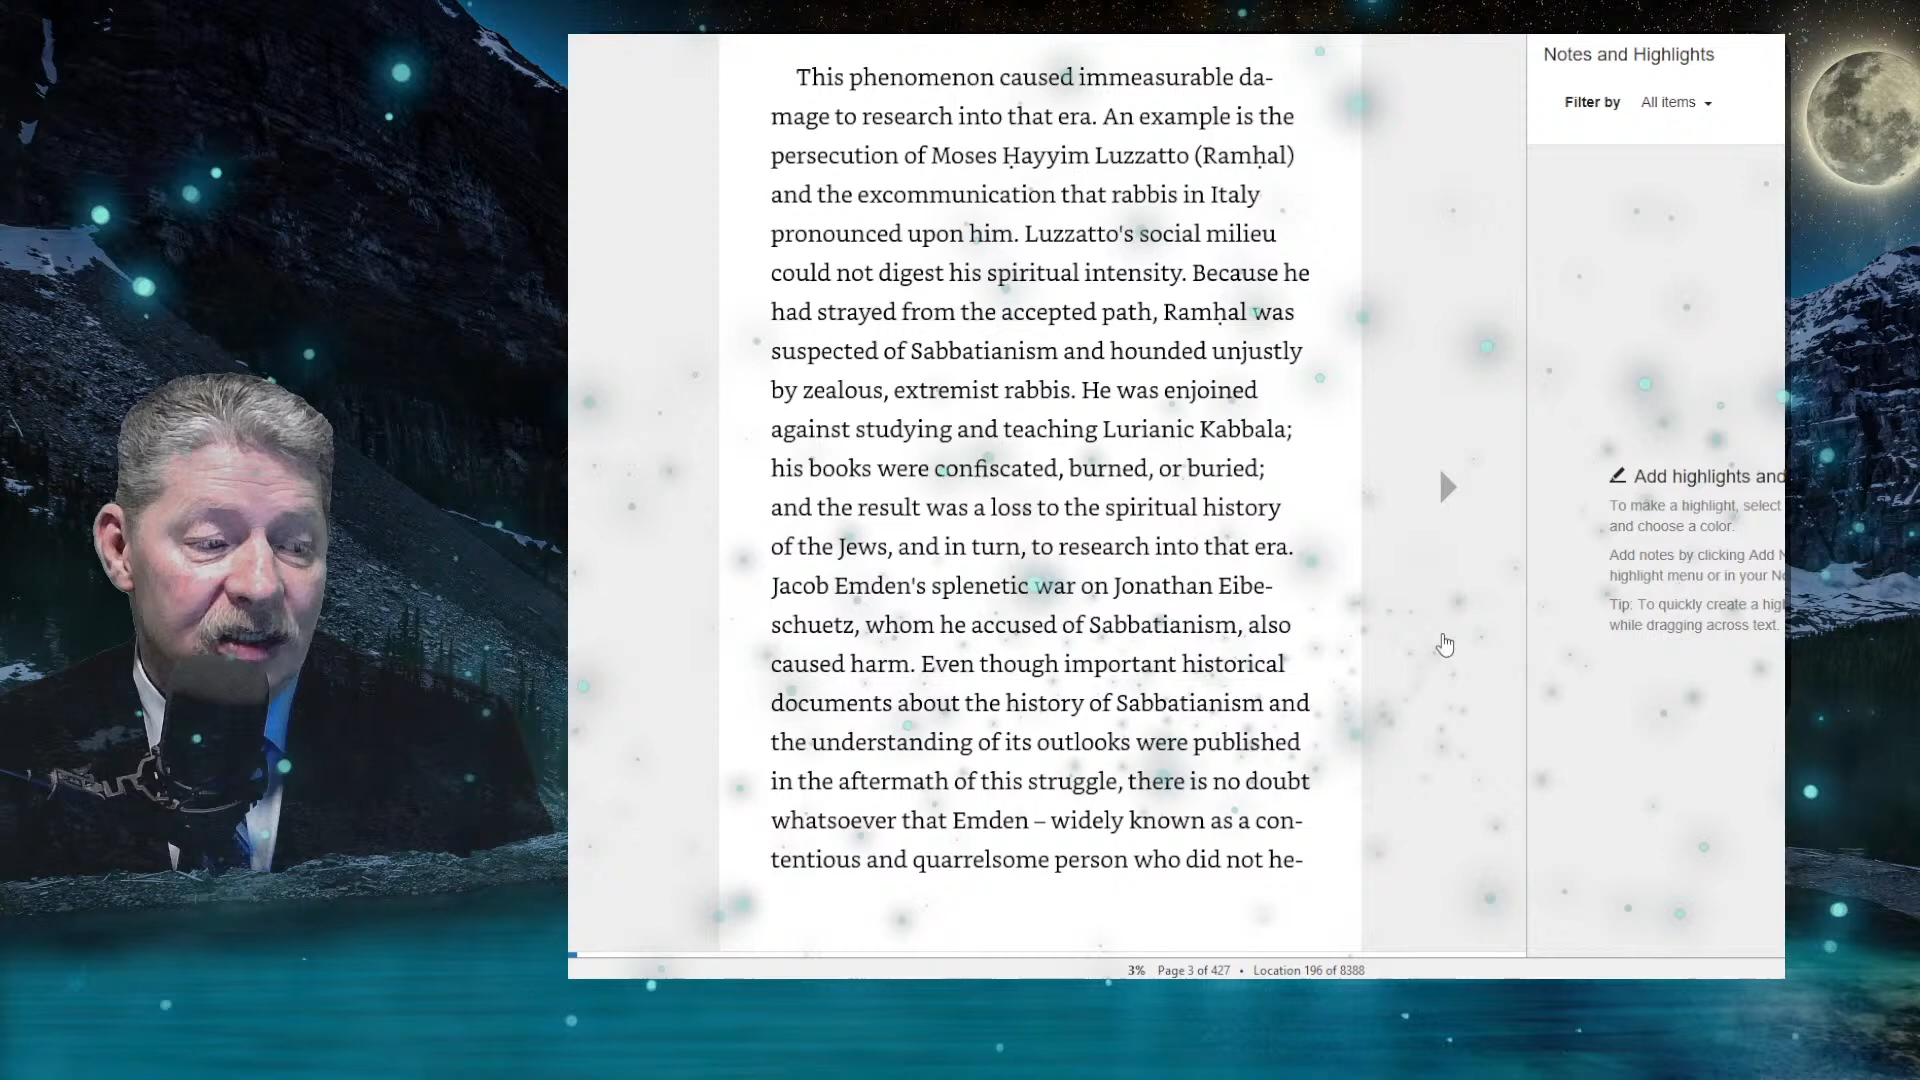 This phenomenon caused immeasurable da-
mage to research into that era. An example is the
persecution of Moses Ḥayyim Luzzatto (Ramḥal)
and the excommunication that rabbis in Italy
pronounced upon him. Luzzatto's social milieu
could not digest his spiritual intensity. Because he
had strayed from the accepted path, Ramḥal was
suspected of Sabbatianism and hounded unjustly
by zealous, extremist rabbis. He was enjoined
against studying and teaching Lurianic Kabbala;
his books were confiscated, burned, or buried;
and the result was a loss to the spiritual history
of the Jews, and in turn, to research into that era.
Jacob Emden's splenetic war on Jonathan Eibe-
schuetz, whom he accused of Sabbatianism, also
caused harm. Even though important historical
documents about the history of Sabbatianism and
the understanding of its outlooks were published
in the aftermath of this struggle, there is no doubt
whatsoever that Emden – widely known as a con-
tentious and quarrelsome person who did not he-
3% Page 3 of 427 • Location 196 of 8388
Notes and Highlights
Filter by All items
Add highlights and
To make a highlight, select
and choose a color.
Add notes by clicking Add
highlight menu or in your
Tip: To quickly create a
while dragging across text.